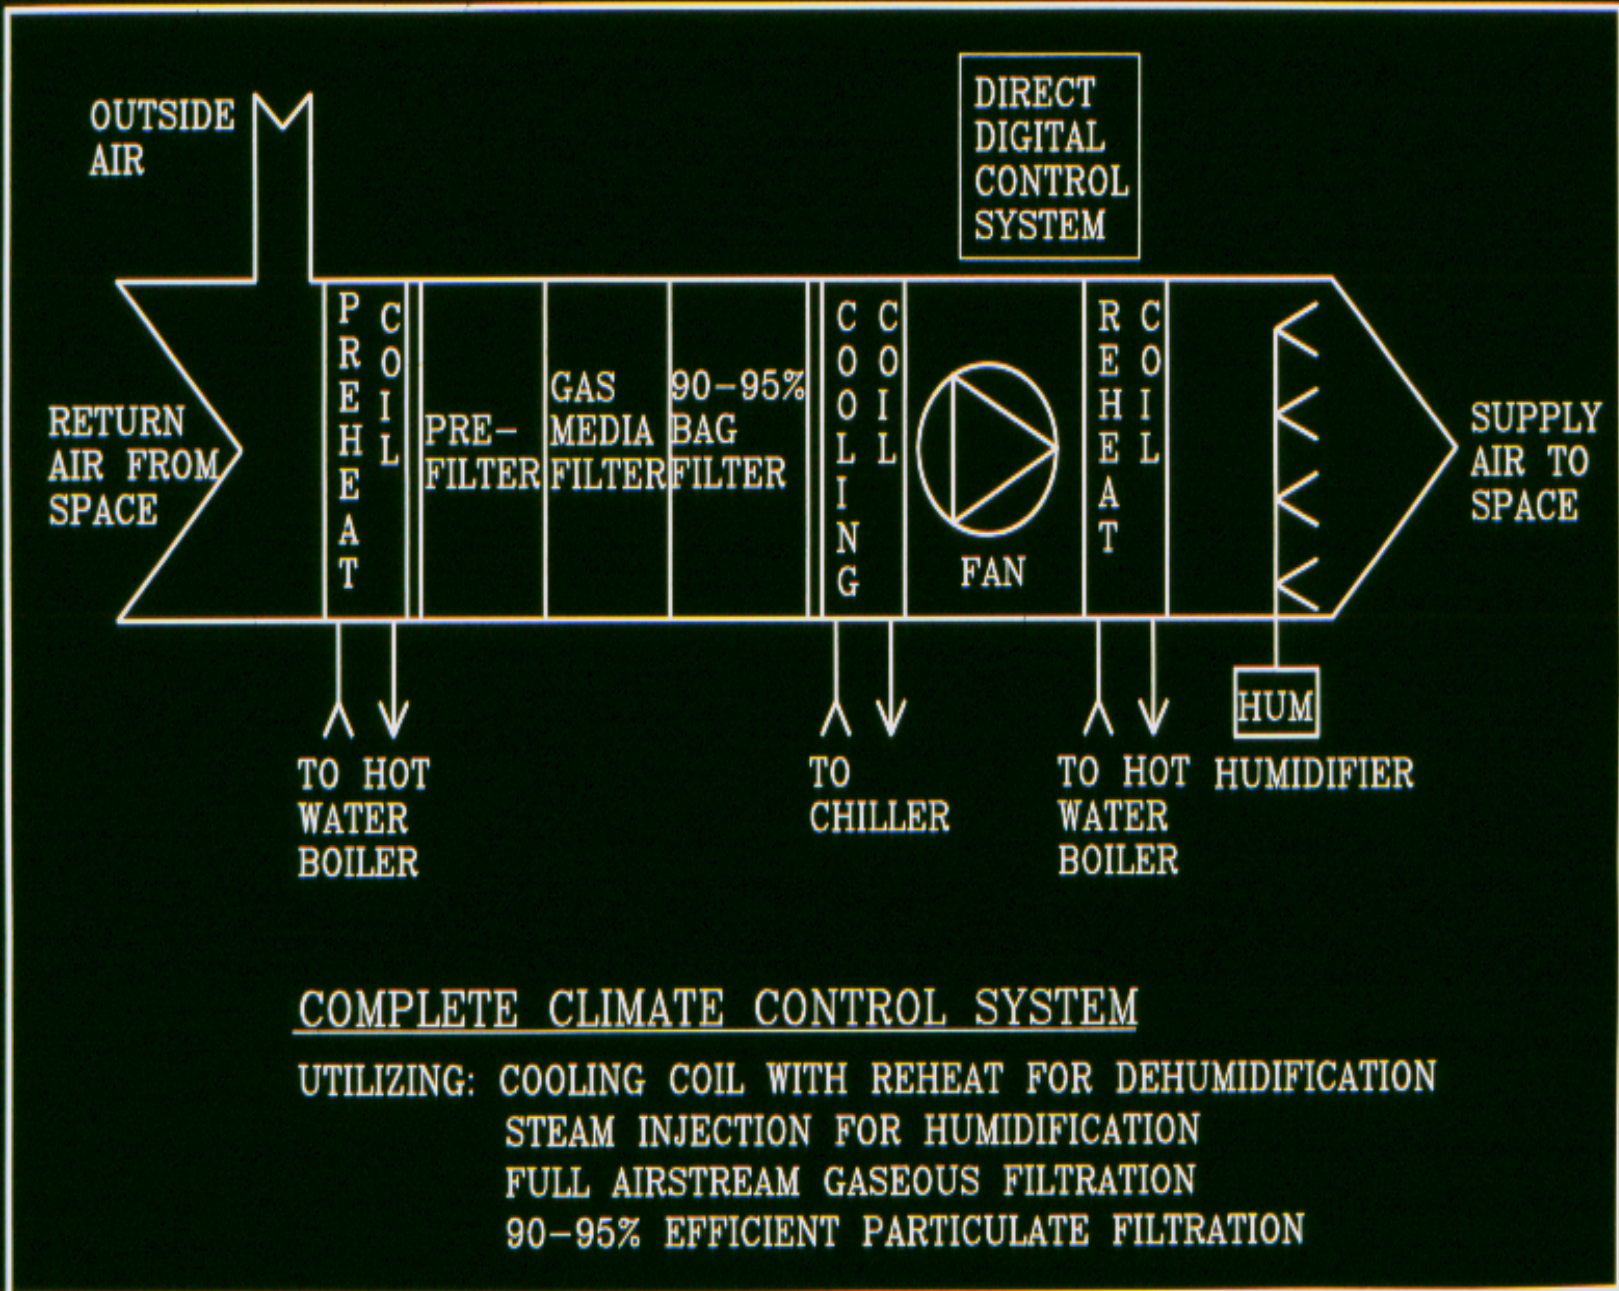 OUTSIDE
AIR
DIRECT
DIGITAL
CONTROL
SYSTEM
RETURN
AIR FROM
SPACE
PREHEAT
COIL
PRE-
FILTER
GAS
MEDIA
FILTER
90-95%
BAG
FILTER
COOLING
COIL
FAN
REHEAT
COIL
SUPPLY
AIR TO
SPACE
HUM
TO HOT
WATER
BOILER
TO
CHILLER
TO HOT
WATER
BOILER
HUMIDIFIER
COMPLETE CLIMATE CONTROL SYSTEM
UTILIZING: COOLING COIL WITH REHEAT FOR DEHUMIDIFICATION
STEAM INJECTION FOR HUMIDIFICATION
FULL AIRSTREAM GASEOUS FILTRATION
90-95% EFFICIENT PARTICULATE FILTRATION